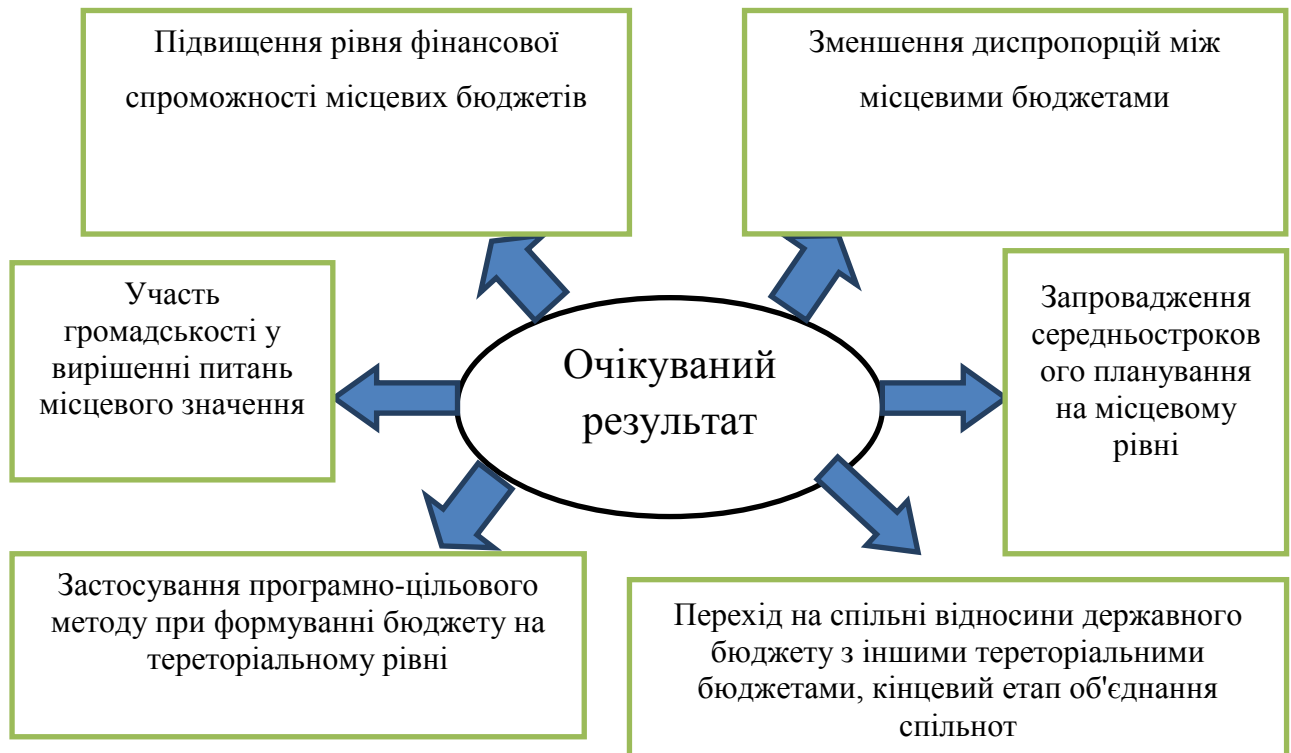 Підвищення рівня фінансової
спроможності місцевих бюджетів
Зменшення диспропорцій між
місцевими бюджетами
Участь
громадськості у
вирішенні питань
місцевого значення
Очікуваний
результат
Запровадження
середньостроков
ого планування
на місцевому
рівні
Застосування програмно-цільового
методу при формуванні бюджету на
тереторіальному рівні
Перехід на спільні відносини державного
бюджету з іншими тереторіальними
бюджетами, кінцевий етап об'єднання
спільнот